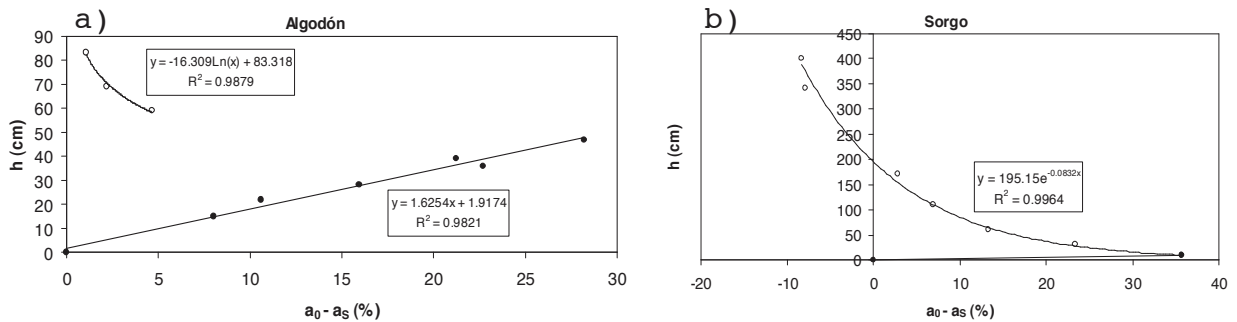 a)
Algodón
90
80
70
60
50
40
30
20
10
0
h (cm)
y = -16.309Ln(x) + 83.318
R² = 0.9879
y = 1.6254x + 1.9174
R² = 0.9821
0 5 10 15 20 25 30
a₀ - aₛ (%)
b)
Sorgo
450
400
350
300
250
200
150
100
50
0
h (cm)
y = 195.15e^-0.0832x
R² = 0.9964
-20 -10 0 10 20 30 40
a₀ - aₛ (%)